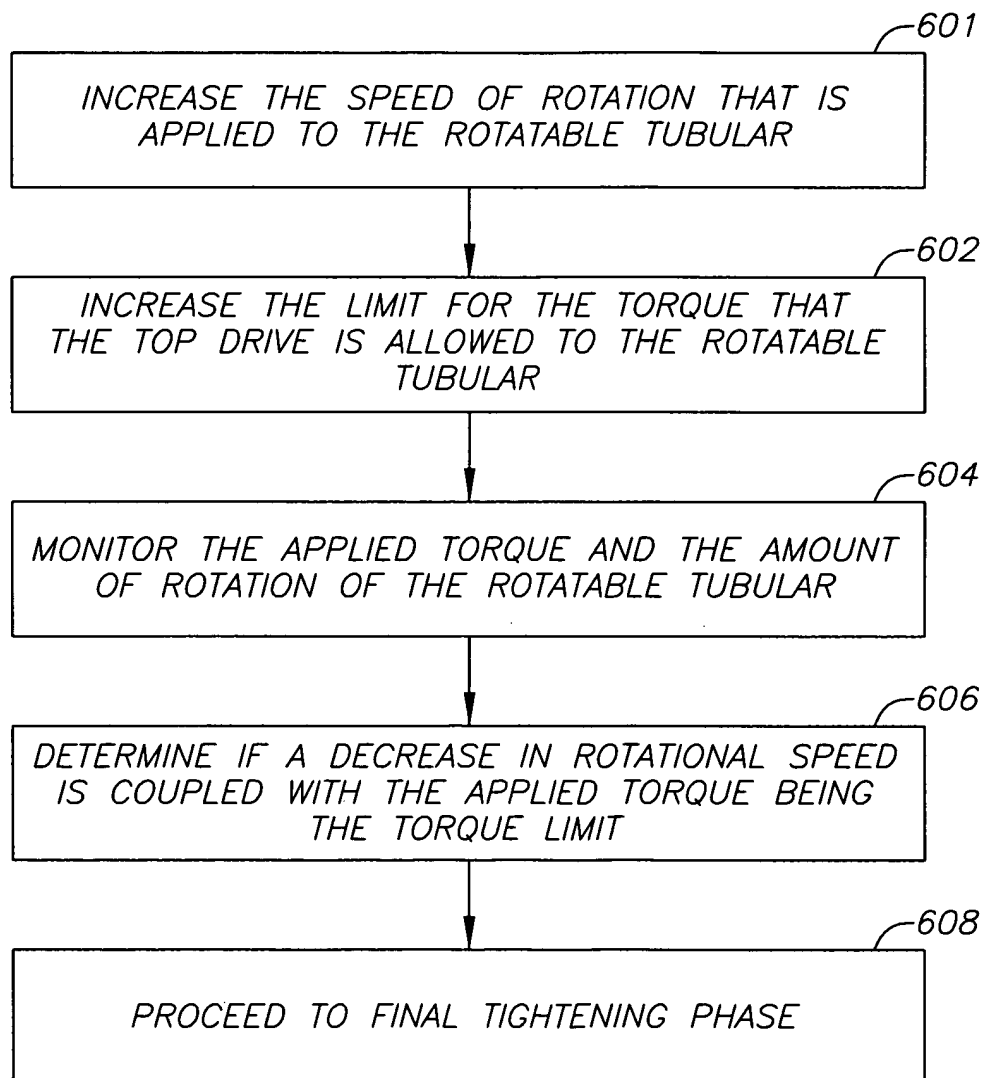 601
INCREASE THE SPEED OF ROTATION THAT IS
APPLIED TO THE ROTATABLE TUBULAR
602
INCREASE THE LIMIT FOR THE TORQUE THAT
THE TOP DRIVE IS ALLOWED TO THE ROTATABLE
TUBULAR
604
MONITOR THE APPLIED TORQUE AND THE AMOUNT
OF ROTATION OF THE ROTATABLE TUBULAR
606
DETERMINE IF A DECREASE IN ROTATIONAL SPEED
IS COUPLED WITH THE APPLIED TORQUE BEING
THE TORQUE LIMIT
608
PROCEED TO FINAL TIGHTENING PHASE